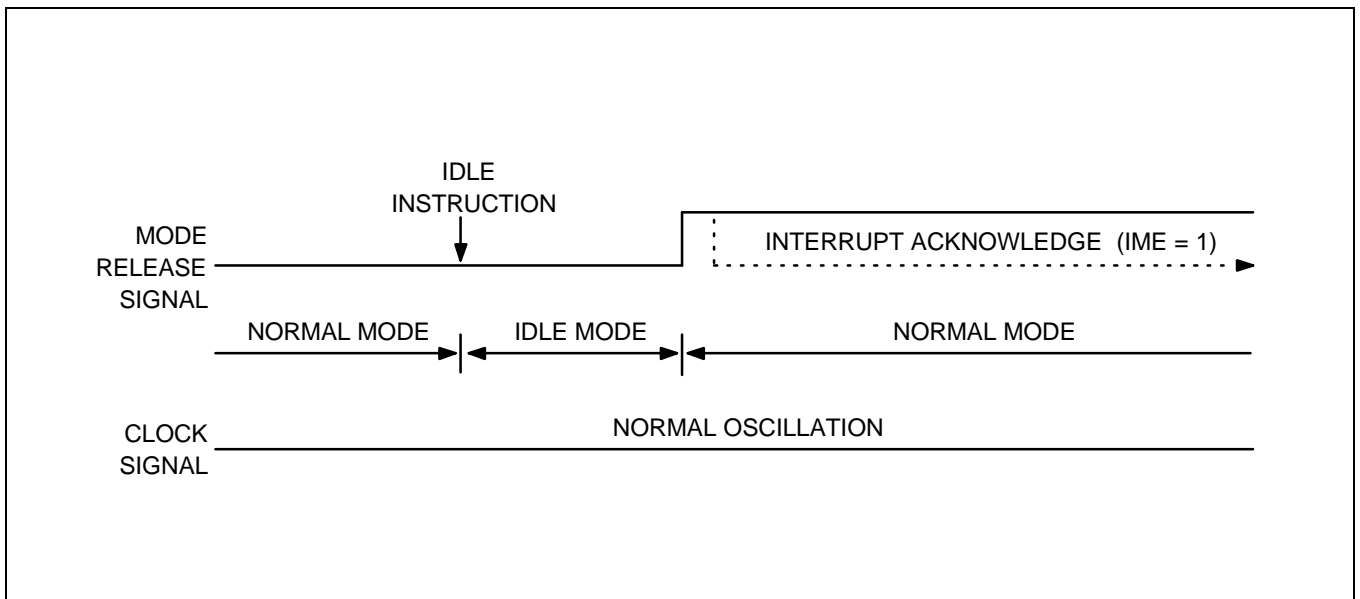 IDLE
INSTRUCTION
MODE
RELEASE
SIGNAL
INTERRUPT ACKNOWLEDGE (IME = 1)
NORMAL MODE
IDLE MODE
NORMAL MODE
CLOCK
SIGNAL
NORMAL OSCILLATION